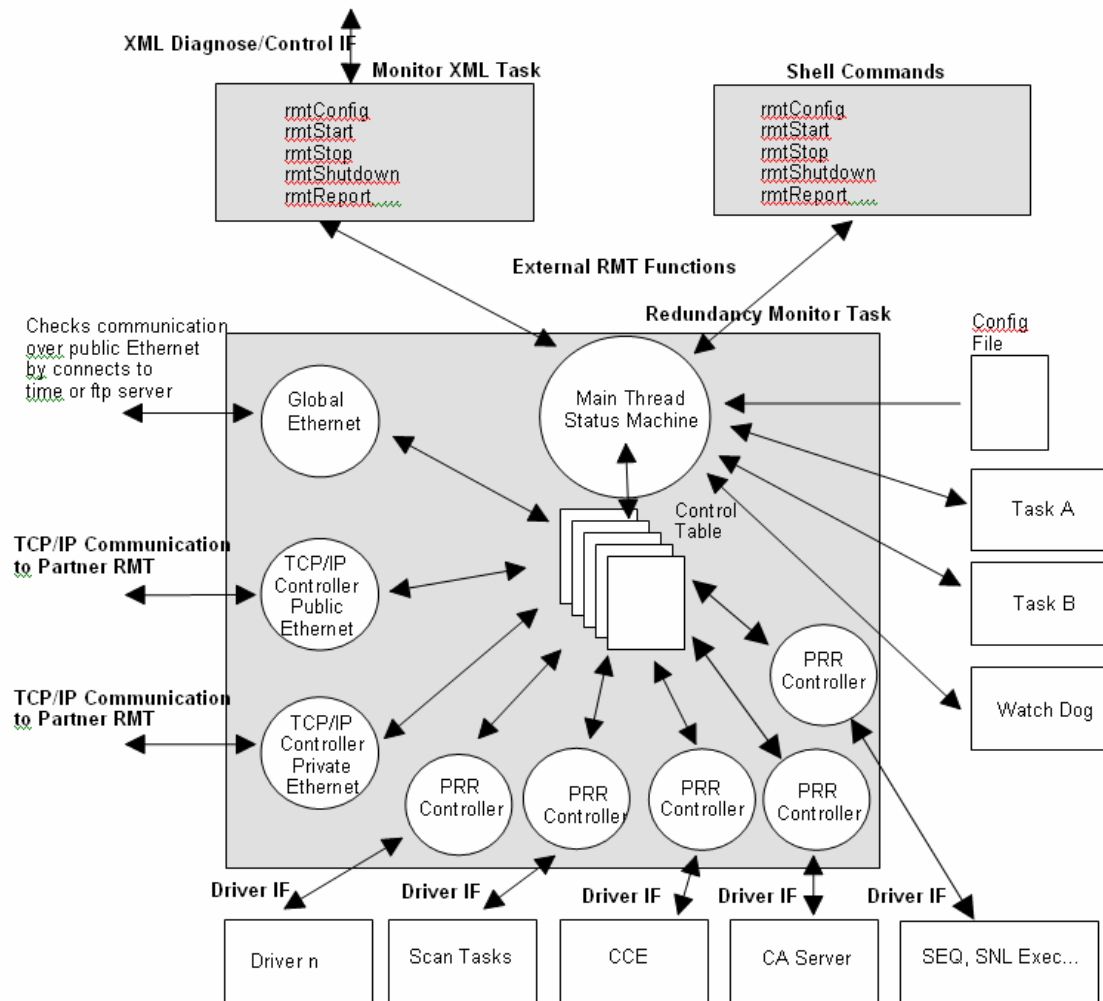 XML Diagnose/Control IF
Monitor XML Task
Shell Commands
rmtConfig
rmtStart
rmtStop
rmtShutdown
rmtReport
rmtConfig
rmtStart
rmtStop
rmtShutdown
rmtReport
External RMT Functions
Redundancy Monitor Task
Checks communication
over public Ethernet
by connects to
time or ftp server
Config
File
Global
Ethernet
Main Thread
Status Machine
Control
Table
Task A
TCP/IP Communication
to Partner RMT
TCP/IP
Controller
Public
Ethernet
Task B
PRR
Controller
TCP/IP Communication
to Partner RMT
TCP/IP
Controller
Private
Ethernet
Watch Dog
PRR
Controller
PRR
Controller
PRR
Controller
PRR
Controller
Driver IF
Driver IF
Driver IF
Driver IF
Driver IF
Driver n
Scan Tasks
CCE
CA Server
SEQ, SNL Exec...